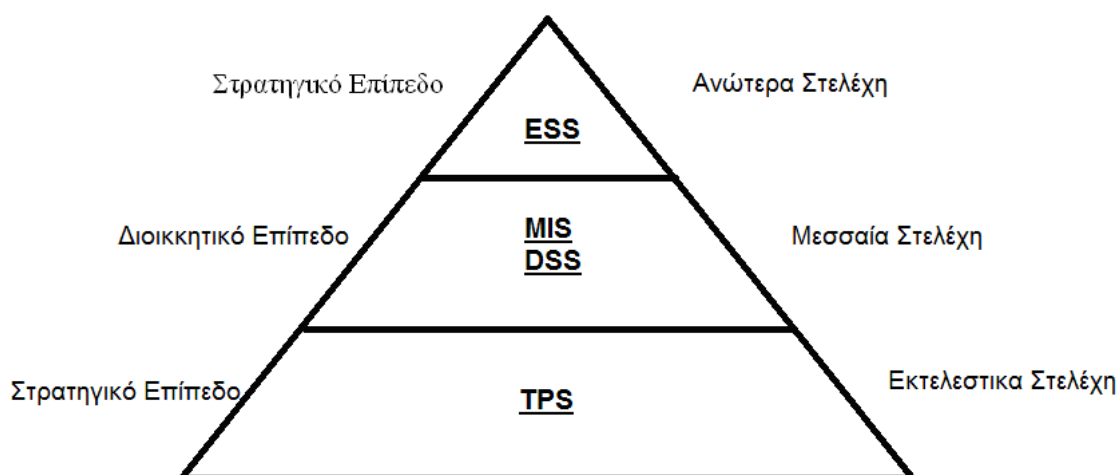 Στρατηγικό Επίπεδο
Ανώτερα Στελέχη
ESS
Διοικκητικό Επίπεδο
MIS
DSS
Μεσσαία Στελέχη
Στρατηγικό Επίπεδο
TPS
Εκτελεστικα Στελέχη